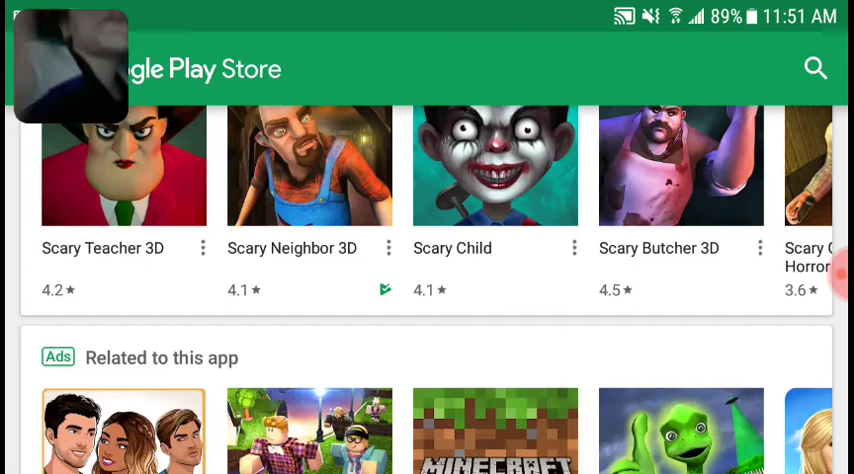 89% 11:51 AM
gle Play Store
Scary Teacher 3D
Scary Neighbor 3D
Scary Child
Scary Butcher 3D
Scary
Horror
4.2★
4.1★
4.1★
4.5★
3.6★
Ads Related to this app
MINECRAFT